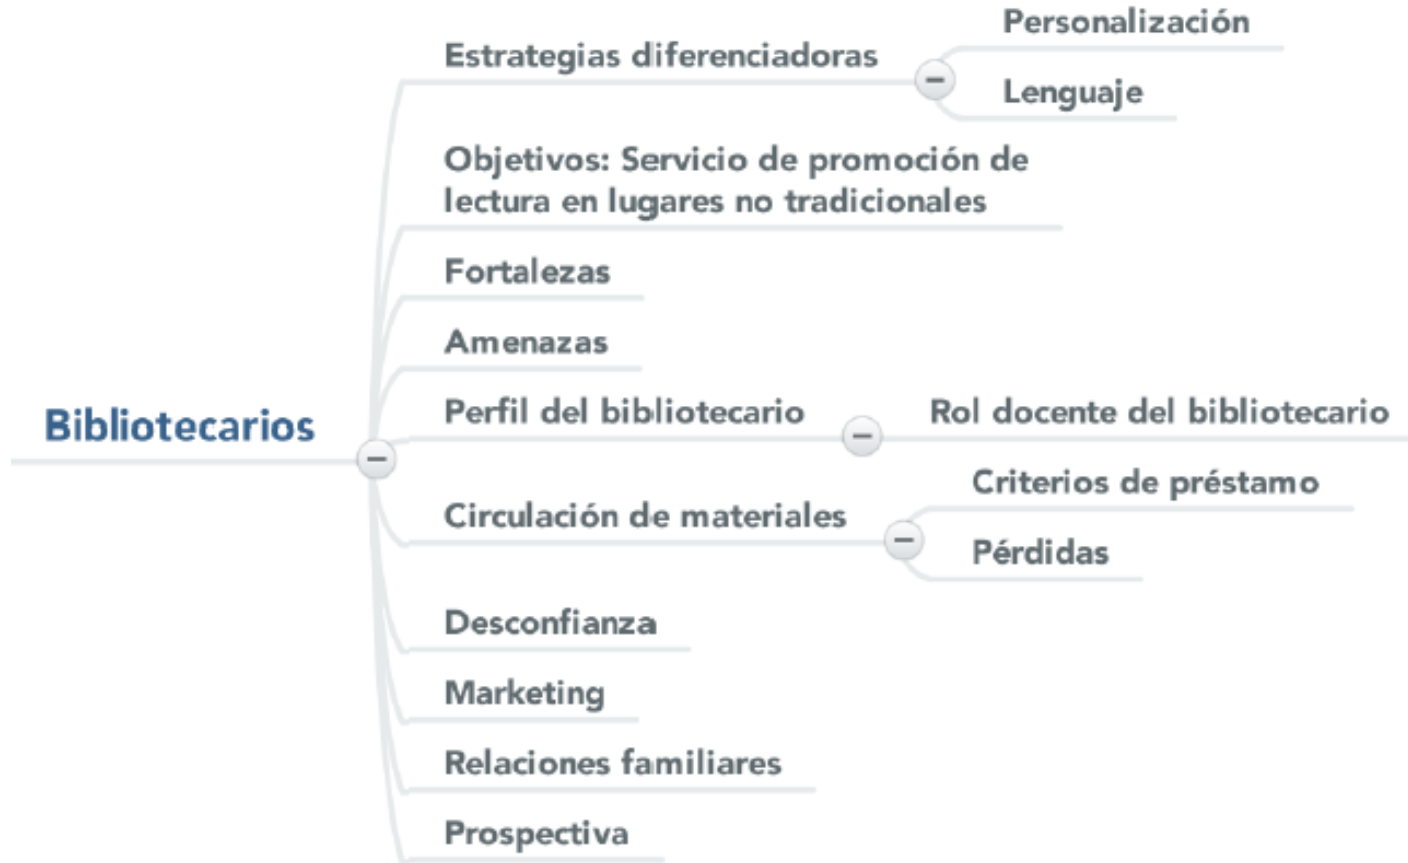 Bibliotecarios
Estrategias diferenciadoras
Personalización
Lenguaje
Objetivos: Servicio de promoción de
lectura en lugares no tradicionales
Fortalezas
Amenazas
Perfil del bibliotecario
Rol docente del bibliotecario
Circulación de materiales
Criterios de préstamo
Pérdidas
Desconfianza
Marketing
Relaciones familiares
Prospectiva